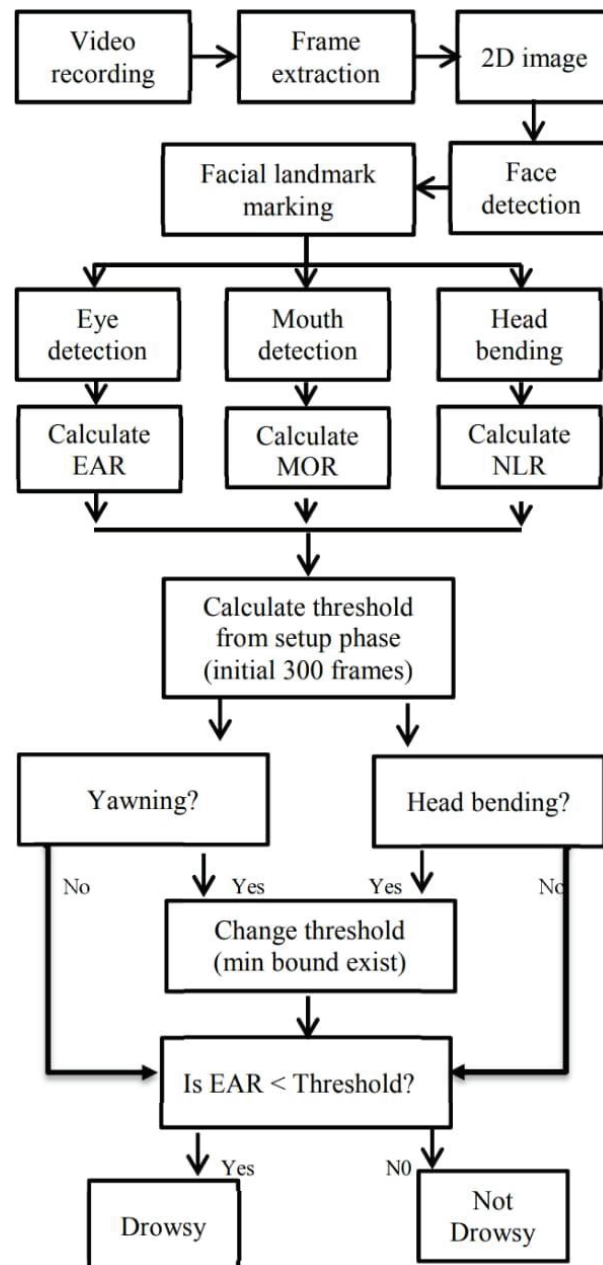 Video
recording
Frame
extraction
2D image
Facial landmark
marking
Face
detection
Eye
detection
Mouth
detection
Head
bending
Calculate
EAR
Calculate
MOR
Calculate
NLR
Calculate threshold
from setup phase
(initial 300 frames)
Yawning?
Head bending?
No
Yes
Yes
No
Change threshold
(min bound exist)
Is EAR < Threshold?
Yes
N0
Drowsy
Not
Drowsy